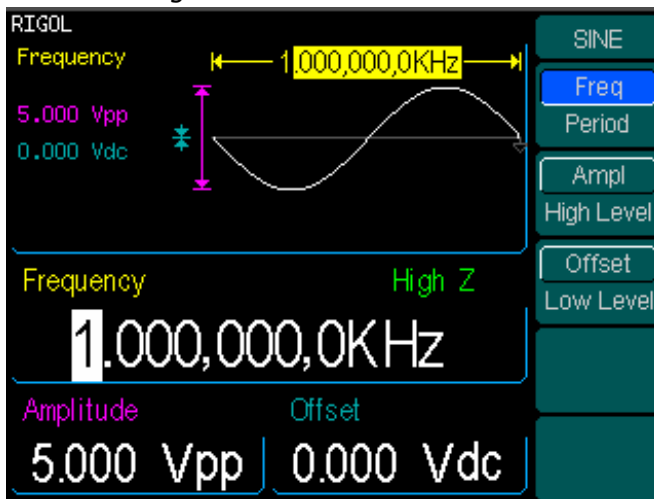 RIGOL
Frequency
1.000,000,0KHz
5.000 Vpp
0.000 Vdc
Frequency
High Z
1.000,000,0KHz
Amplitude
Offset
5.000 Vpp
0.000 Vdc
SINE
Freq
Period
Ampl
High Level
Offset
Low Level